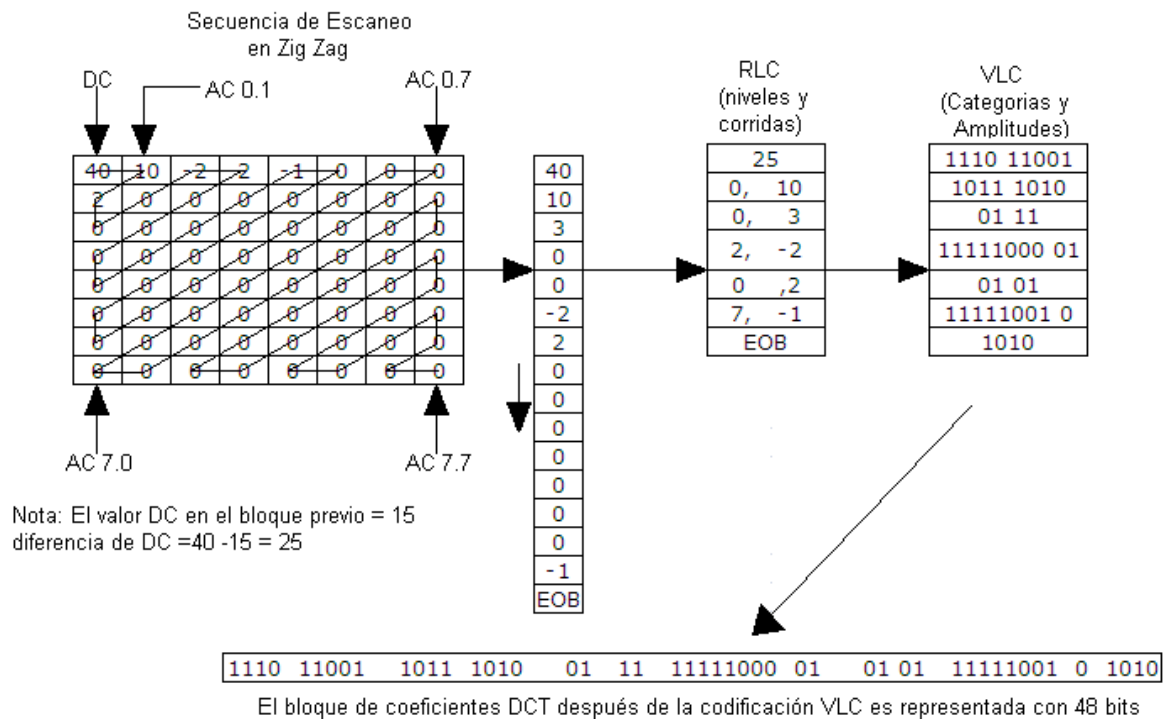 Secuencia de Escaneo
en Zig Zag
DC
AC 0.1
AC 0.7
RLC
(niveles y
corridas)
VLC
(Categorias y
Amplitudes)
40 10 -2 2 -1 0 0 0
2 0 0 0 0 0 0 0
0 0 0 0 0 0 0 0
0 0 0 0 0 0 0 0
0 0 0 0 0 0 0 0
0 0 0 0 0 0 0 0
0 0 0 0 0 0 0 0
0 0 0 0 0 0 0 0
AC 7.0
AC 7.7
40
10
3
0
0
-2
2
0
0
0
0
0
0
0
-1
EOB
25
0, 10
0, 3
2, -2
0 ,2
7, -1
EOB
1110 11001
1011 1010
01 11
11111000 01
01 01
11111001 0
1010
Nota: El valor DC en el bloque previo = 15
diferencia de DC =40 -15 = 25
1110 11001 1011 1010 01 11 11111000 01 01 01 11111001 0 1010
El bloque de coeficientes DCT después de la codificación VLC es representada con 48 bits